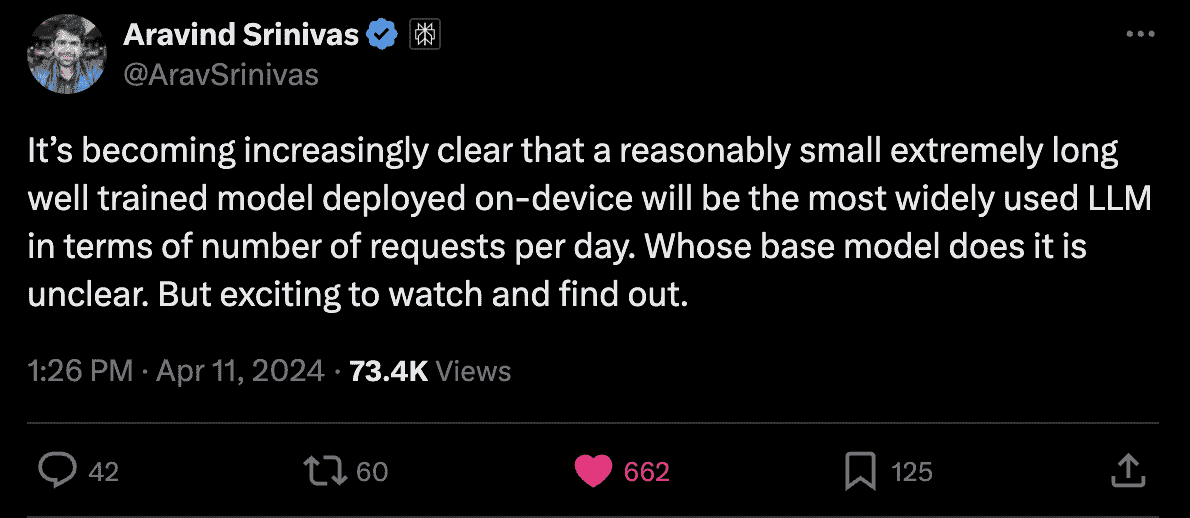 Aravind Srinivas
@AravSrinivas
It’s becoming increasingly clear that a reasonably small extremely long
well trained model deployed on-device will be the most widely used LLM
in terms of number of requests per day. Whose base model does it is
unclear. But exciting to watch and find out.
1:26 PM · Apr 11, 2024 · 73.4K Views
42 60 662 125